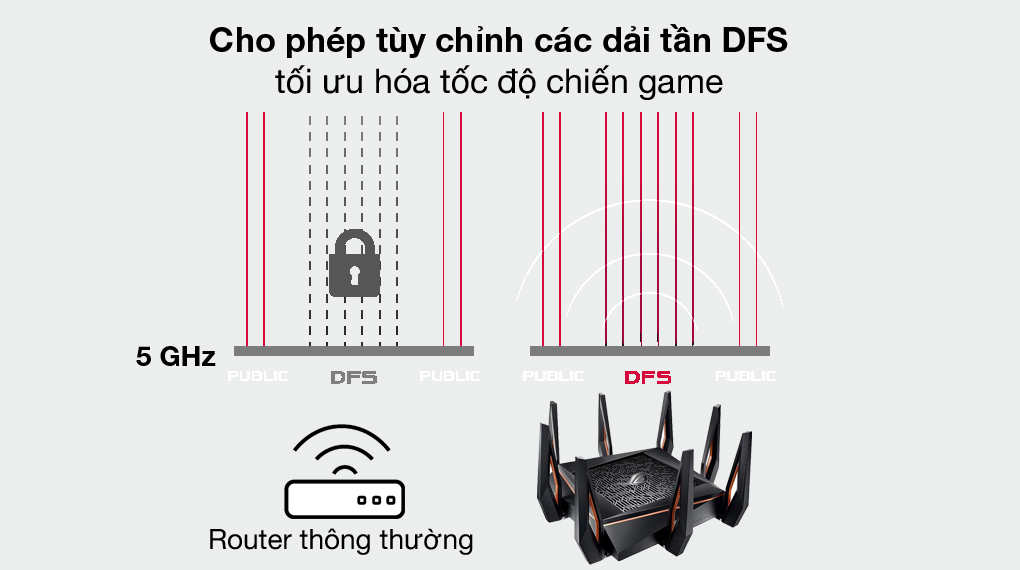 Cho phép tùy chỉnh các dải tần DFS
tối ưu hóa tốc độ chiến game
5 GHz
PUBLIC DFS PUBLIC PUBLIC DFS PUBLIC
Router thông thường